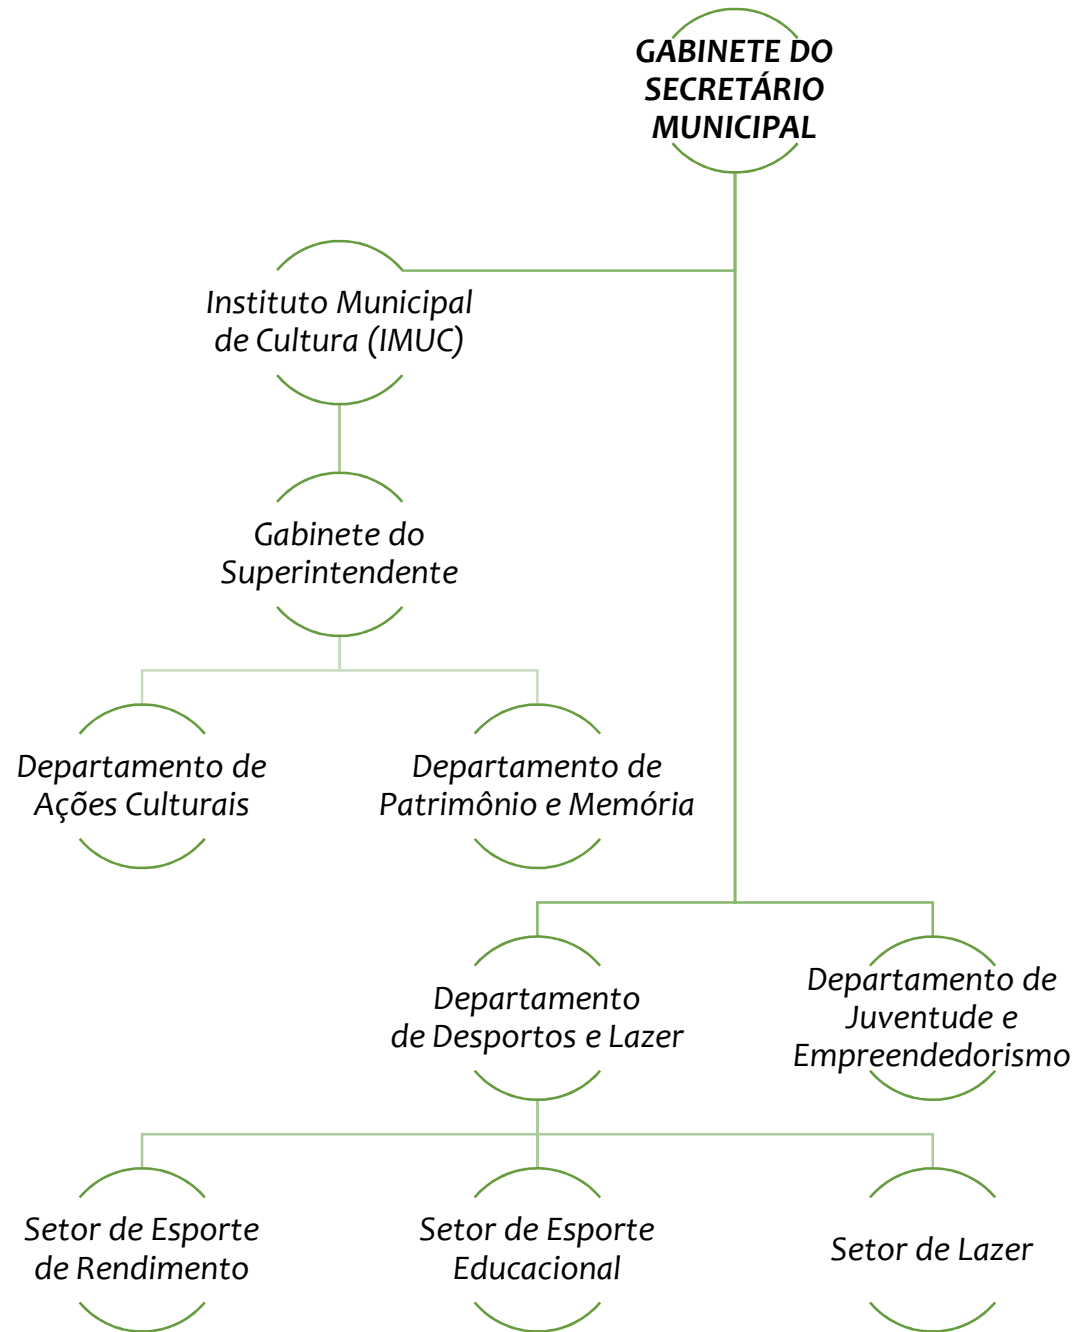 GABINETE DO
SECRETÁRIO
MUNICIPAL
Instituto Municipal
de Cultura (IMUC)
Gabinete do
Superintendente
Departamento de
Ações Culturais
Departamento de
Patrimônio e Memória
Departamento
de Desportos e Lazer
Departamento de
Juventude e
Empreendedorismo
Setor de Esporte
de Rendimento
Setor de Esporte
Educacional
Setor de Lazer